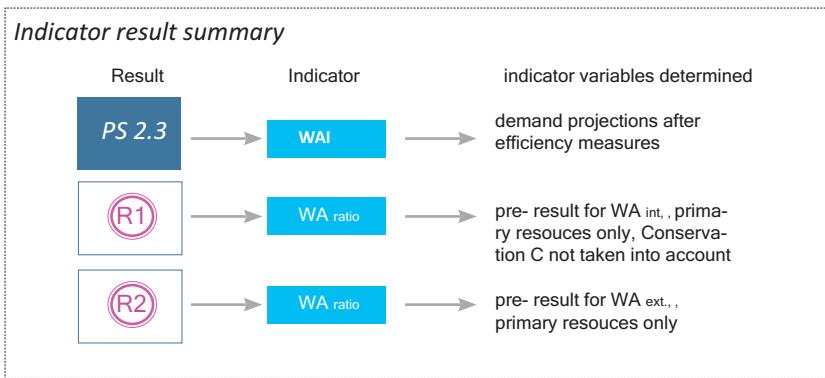 Indicator result summary
Result Indicator indicator variables determined
PS 2.3 WAI demand projections after
efficiency measures
R1 WA ratio pre- result for WA int, , prima-
ry resouces only, Conserva-
tion C not taken into account
R2 WA ratio pre- result for WA ext., ,
primary resouces only